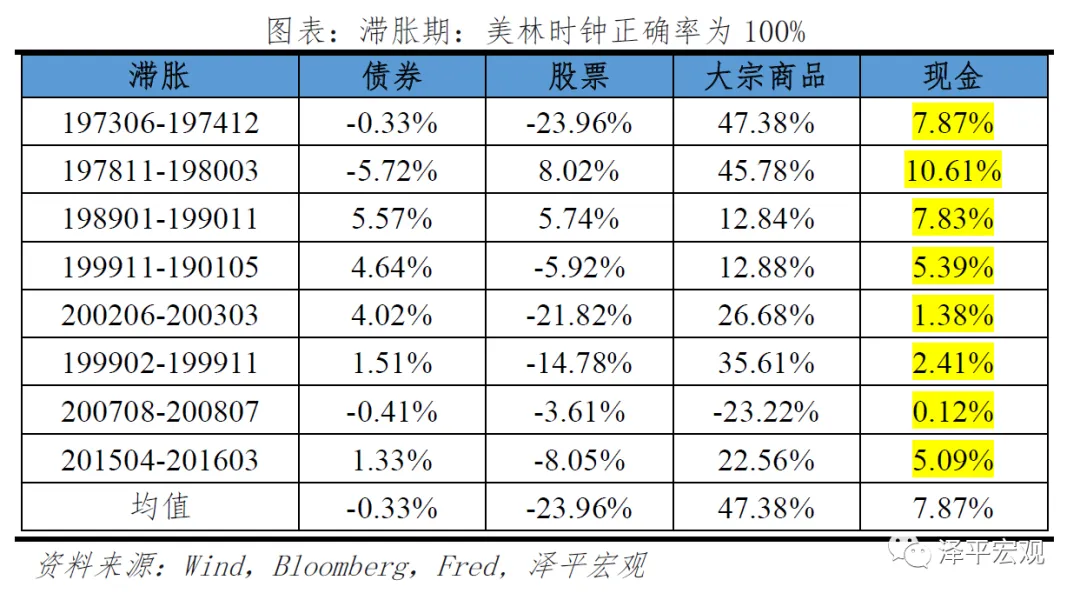 图表：滞胀期：美林时钟正确率为100%
滞胀 债券 股票 大宗商品 现金
197306-197412 -0.33% -23.96% 47.38% 7.87%
197811-198003 -5.72% 8.02% 45.78% 10.61%
198901-199011 5.57% 5.74% 12.84% 7.83%
199911-190105 4.64% -5.92% 12.88% 5.39%
200206-200303 4.02% -21.82% 26.68% 1.38%
199902-199911 1.51% -14.78% 35.61% 2.41%
200708-200807 -0.41% -3.61% -23.22% 0.12%
201504-201603 1.33% -8.05% 22.56% 5.09%
均值 -0.33% -23.96% 47.38% 7.87%
资料来源：Wind，Bloomberg，Fred，泽平宏观
泽平宏观